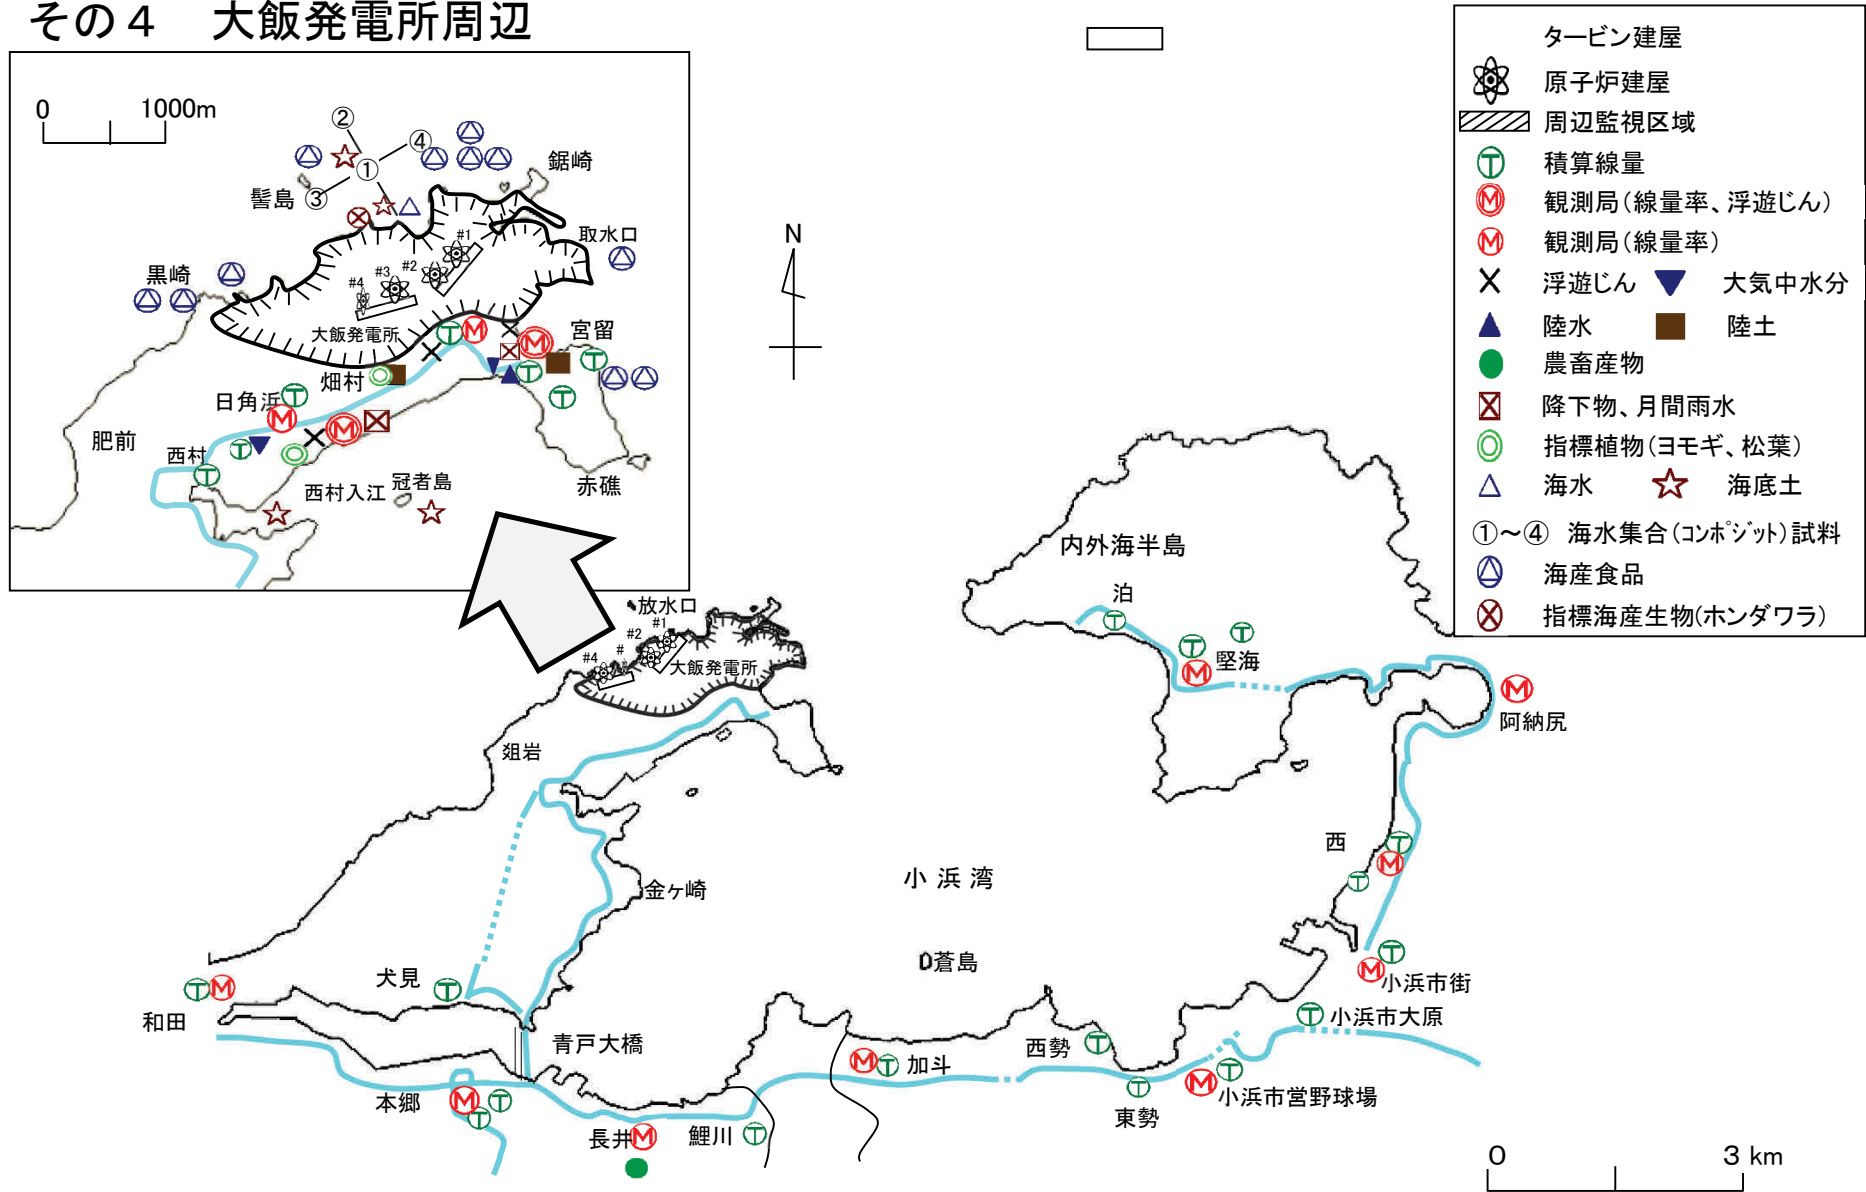 その４　大飯発電所周辺
0 1000m
②
④
①
③
髻島
鋸崎
取水口
黒崎
#1
#2
#3
#4
大飯発電所
宮留
畑村
日角浜
肥前
西村
西村入江
冠者島
赤礁
N
タービン建屋
原子炉建屋
周辺監視区域
積算線量
観測局(線量率、浮遊じん)
観測局(線量率)
浮遊じん 大気中水分
陸水 陸土
農畜産物
降下物、月間雨水
指標植物(ヨモギ、松葉)
海水 海底土
①～④ 海水集合(ｺﾝﾎﾟｼﾞｯﾄ)試料
海産食品
指標海産生物(ホンダワラ)
放水口
#1
#2
#
#4
大飯発電所
爼岩
金ヶ崎
犬見
和田
青戸大橋
本郷
長井
鯉川
加斗
西勢
東勢
小浜市営野球場
小浜市大原
小浜市街
西
阿納尻
堅海
泊
内外海半島
小浜湾
蒼島
0 3 km